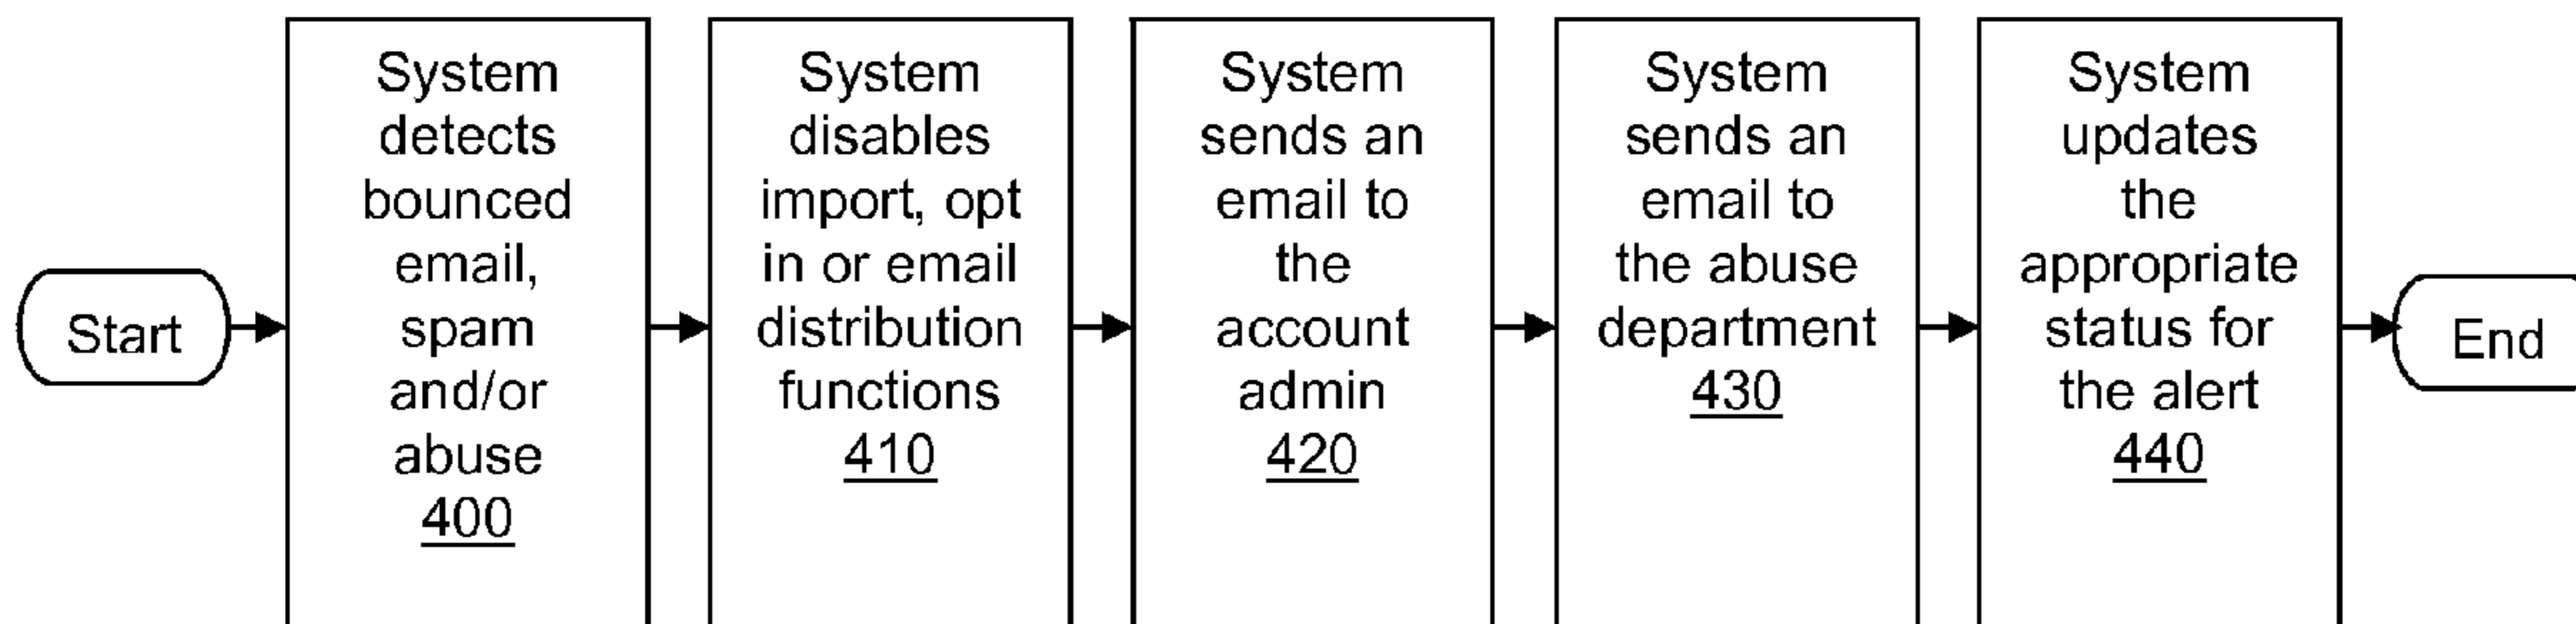 Start
System
detects
bounced
email,
spam
and/or
abuse
400
System
disables
import, opt
in or email
distribution
functions
410
System
sends an
email to
the
account
admin
420
System
sends an
email to
the abuse
department
430
System
updates
the
appropriate
status for
the alert
440
End